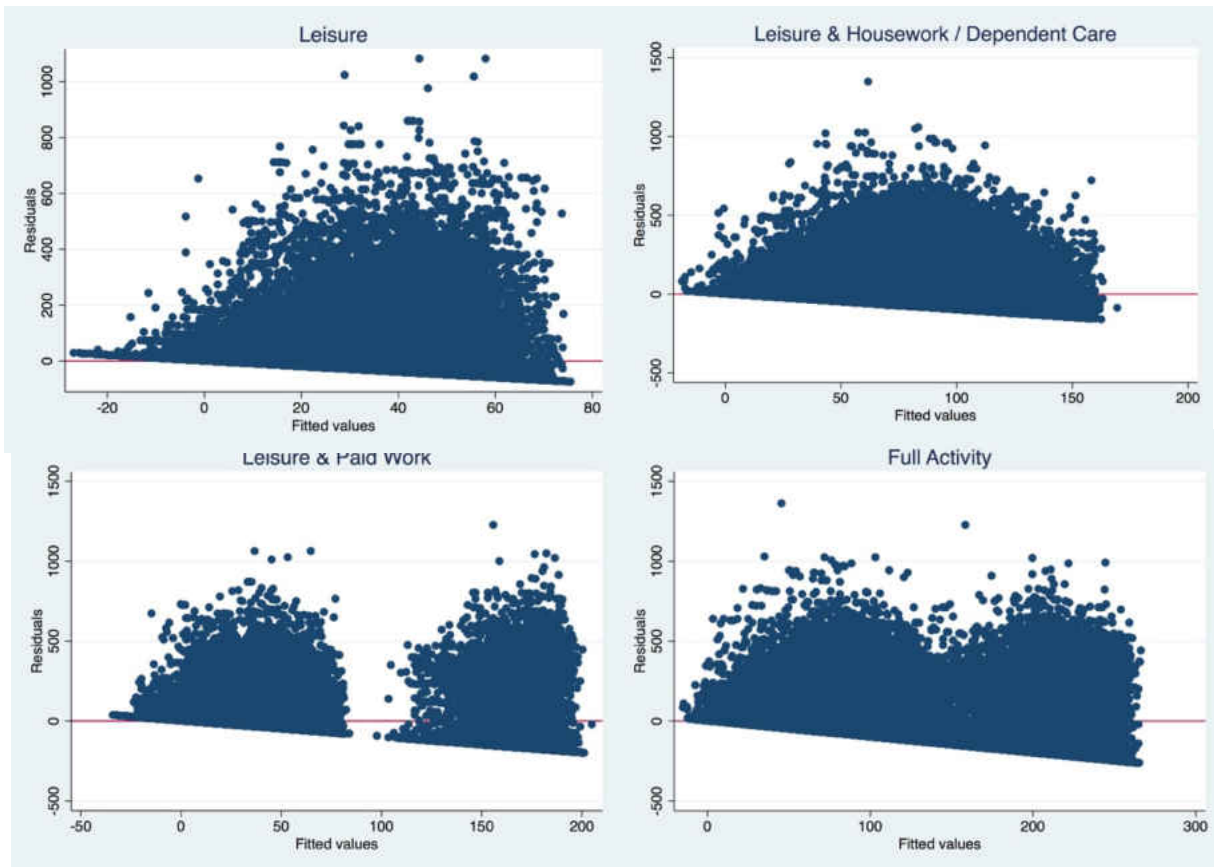 Leisure
Residuals
0 200 400 600 800 1000
-20 0 20 40 60 80
Fitted values
Leisure & Housework / Dependent Care
Residuals
-500 0 500 1000 1500
0 50 100 150 200
Fitted values
Leisure & Paid Work
Residuals
-500 0 500 1000 1500
-50 0 50 100 150 200
Fitted values
Full Activity
Residuals
-500 0 500 1000 1500
0 100 200 300
Fitted values